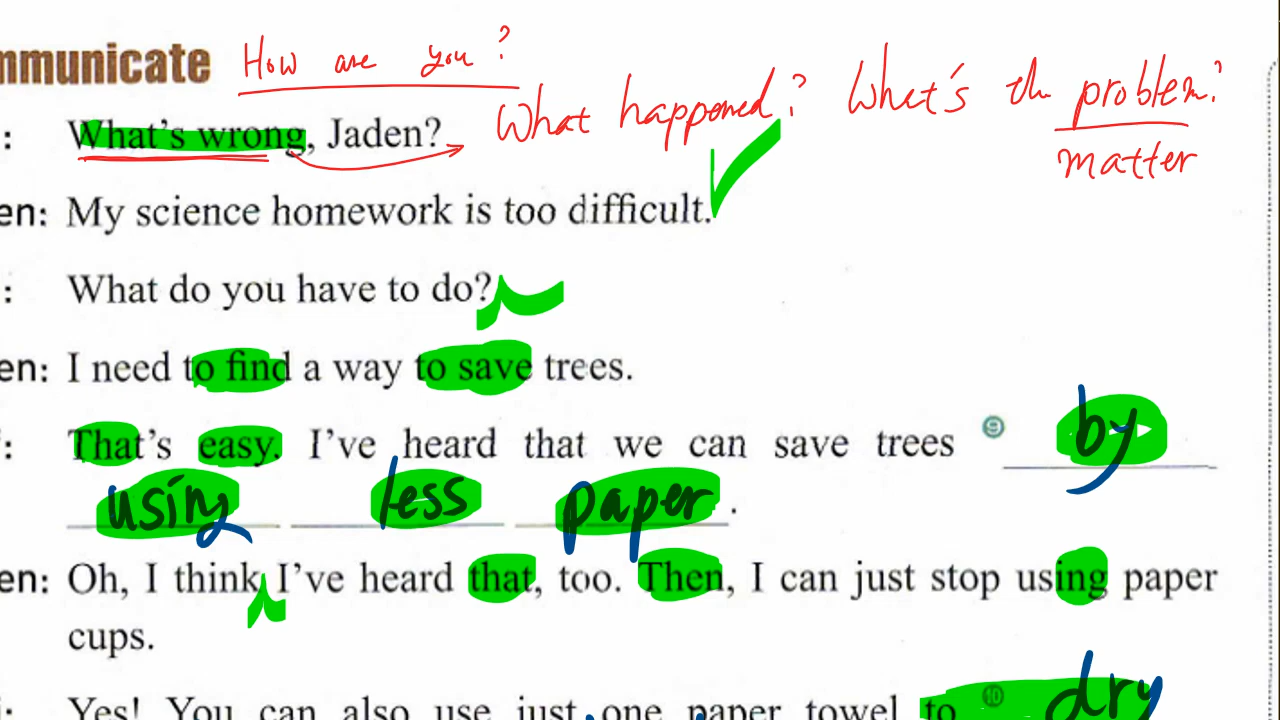 mmunicate How are you?
What happened? What's the problem?
matter
: What's wrong, Jaden?
en: My science homework is too difficult.
: What do you have to do?
en: I need to find a way to save trees.
: That's easy. I've heard that we can save trees ⑨ by
using less paper.
en: Oh, I think I've heard that, too. Then, I can just stop using paper
cups.
i: Yes! You can also use just one paper towel to ⑩ dry